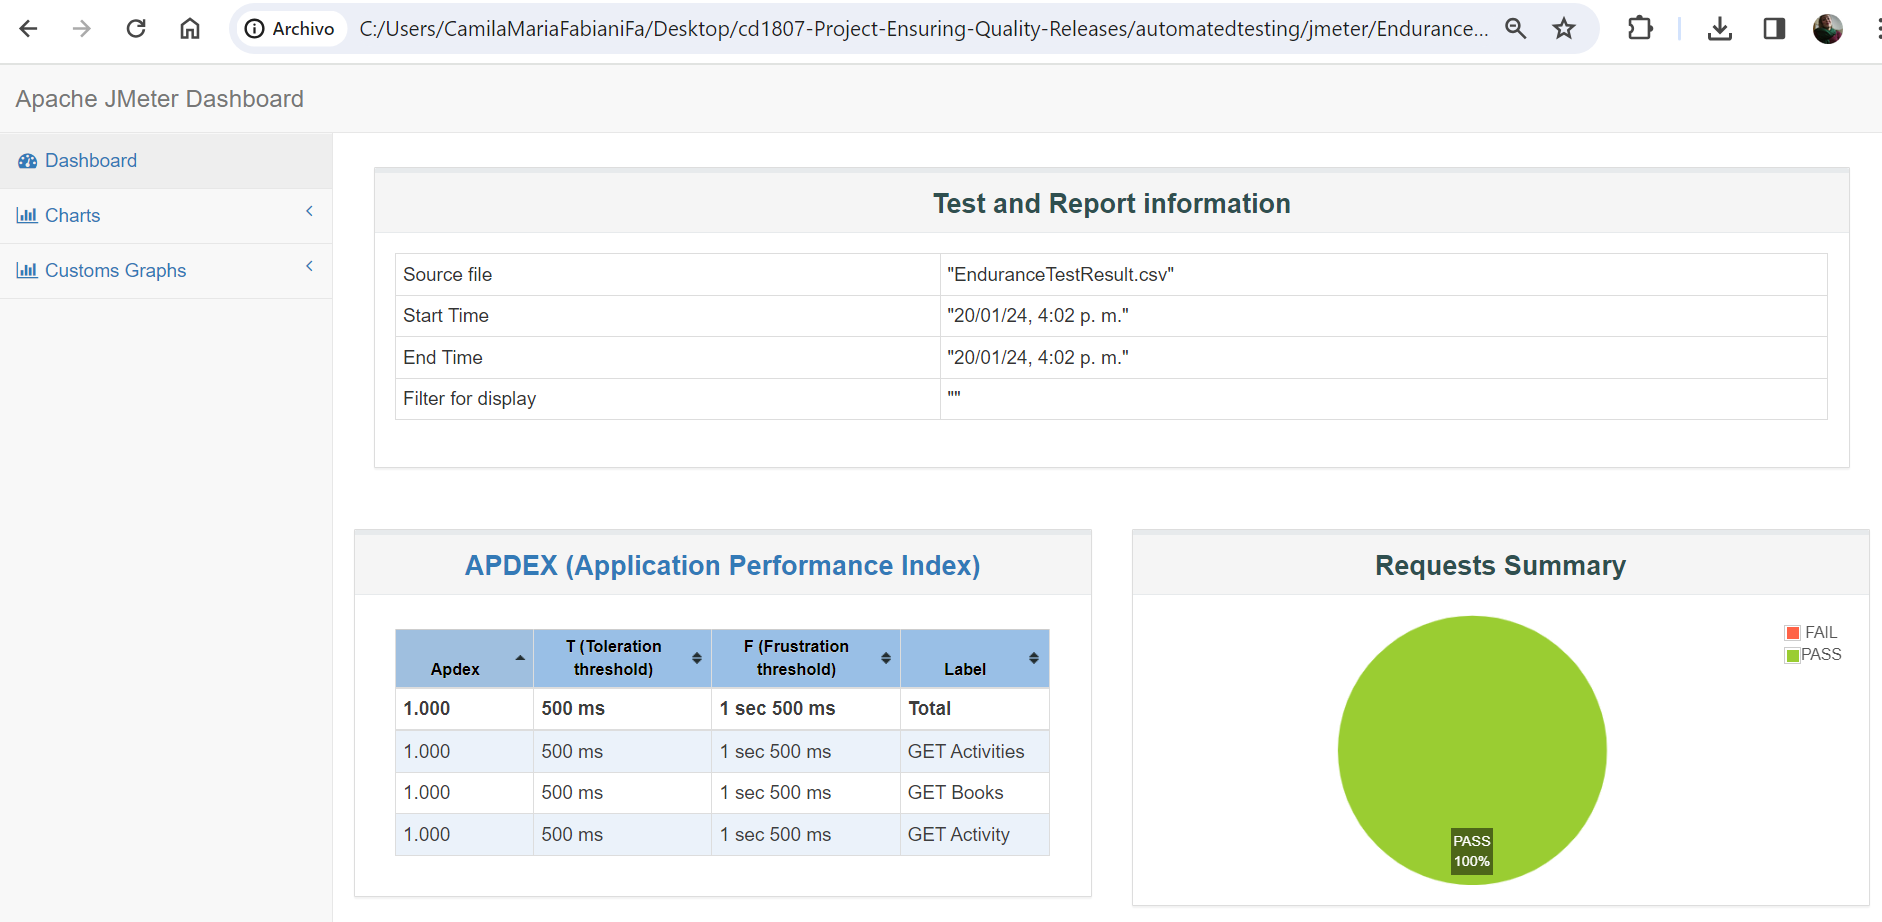 Archivo C:/Users/CamilaMariaFabianiFa/Desktop/cd1807-Project-Ensuring-Quality-Releases/automatedtesting/jmeter/Endurance...
Apache JMeter Dashboard
Dashboard
Charts
Customs Graphs
Test and Report information
Source file "EnduranceTestResult.csv"
Start Time "20/01/24, 4:02 p. m."
End Time "20/01/24, 4:02 p. m."
Filter for display ""
APDEX (Application Performance Index)
Apdex T (Toleration threshold) F (Frustration threshold) Label
1.000 500 ms 1 sec 500 ms Total
1.000 500 ms 1 sec 500 ms GET Activities
1.000 500 ms 1 sec 500 ms GET Books
1.000 500 ms 1 sec 500 ms GET Activity
Requests Summary
FAIL
PASS
PASS
100%